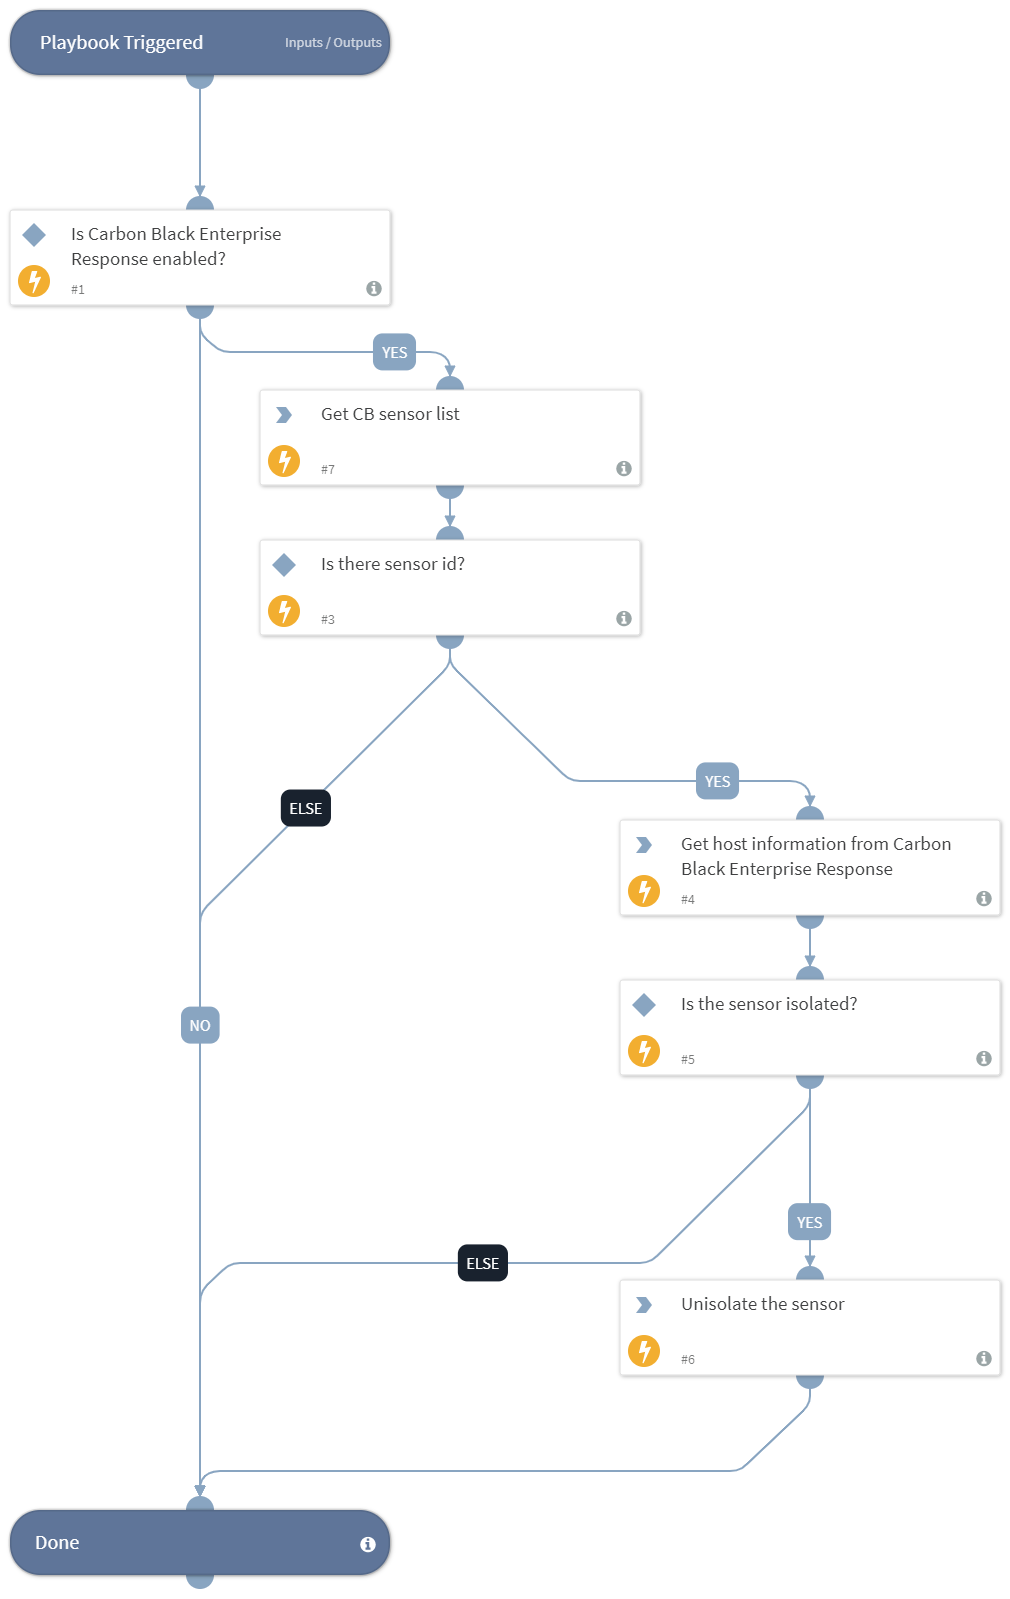 Playbook Triggered
Inputs / Outputs
Is Carbon Black Enterprise
Response enabled?
#1
YES
Get CB sensor list
#7
Is there sensor id?
#3
YES
ELSE
Get host information from Carbon
Black Enterprise Response
#4
Is the sensor isolated?
NO
#5
YES
ELSE
Unisolate the sensor
#6
Done